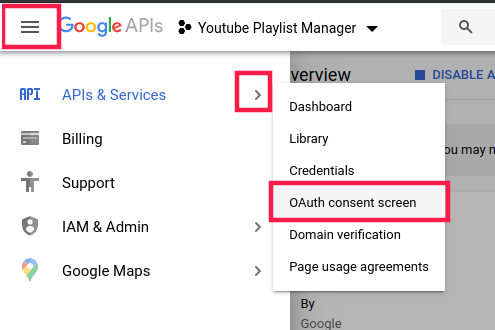 Google APIs
Youtube Playlist Manager
verview
DISABLE A
API
APIs & Services
Billing
Support
IAM & Admin
Google Maps
Dashboard
Library
Credentials
OAuth consent screen
Domain verification
Page usage agreements
ou may n
By
Google